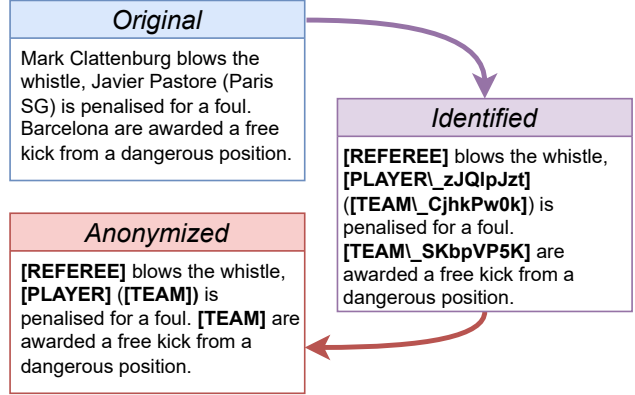 Original
Mark Clattenburg blows the
whistle, Javier Pastore (Paris
SG) is penalised for a foul.
Barcelona are awarded a free
kick from a dangerous position.
Identified
[REFEREE] blows the whistle,
[PLAYER\_zJQlpJzt]
([TEAM\_CjhkPw0k]) is
penalised for a foul.
[TEAM\_SKbpVP5K] are
awarded a free kick from a
dangerous position.
Anonymized
[REFEREE] blows the whistle,
[PLAYER] ([TEAM]) is
penalised for a foul. [TEAM] are
awarded a free kick from a
dangerous position.